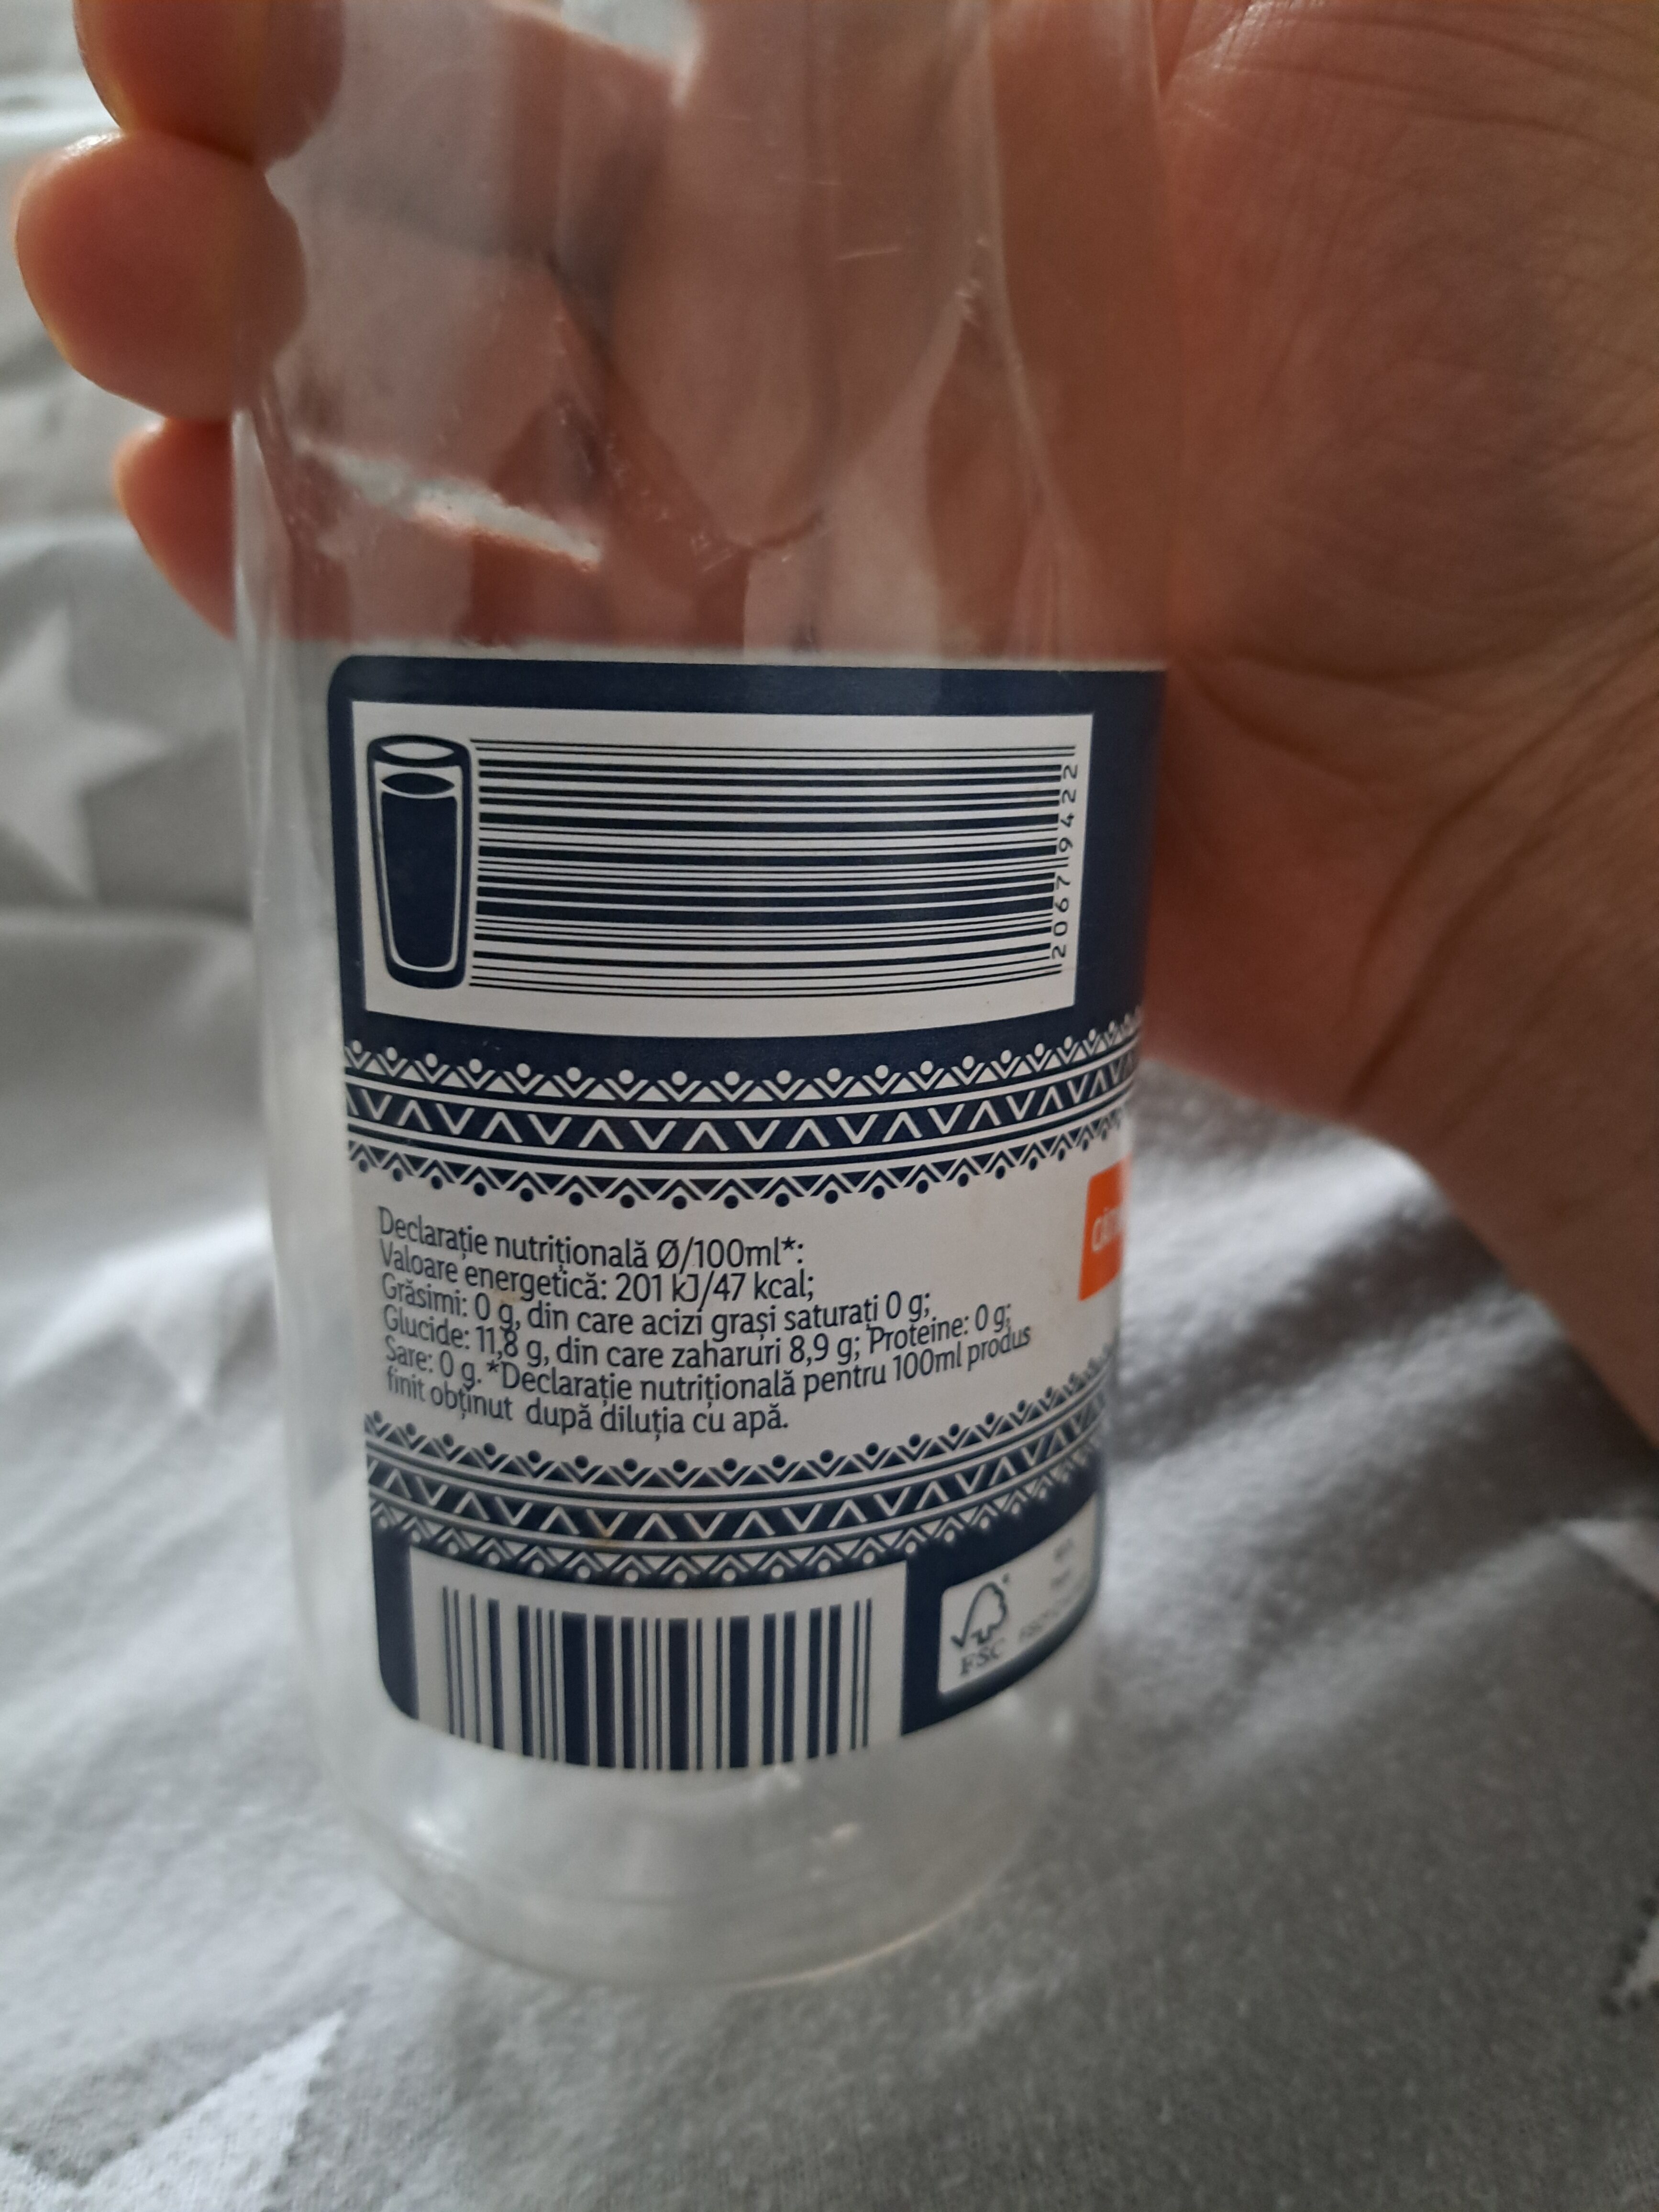 2067 9422
Declarație nutrițională Ø/100ml*:
Valoare energetică: 201 kJ/47 kcal;
Grăsimi: 0 g, din care acizi grași saturați 0 g;
Glucide: 11,8 g, din care zaharuri 8,9 g; Proteine: 0 g;
Sare: 0 g. *Declarație nutrițională pentru 100ml produs
finit obținut după diluția cu apă.
FSC